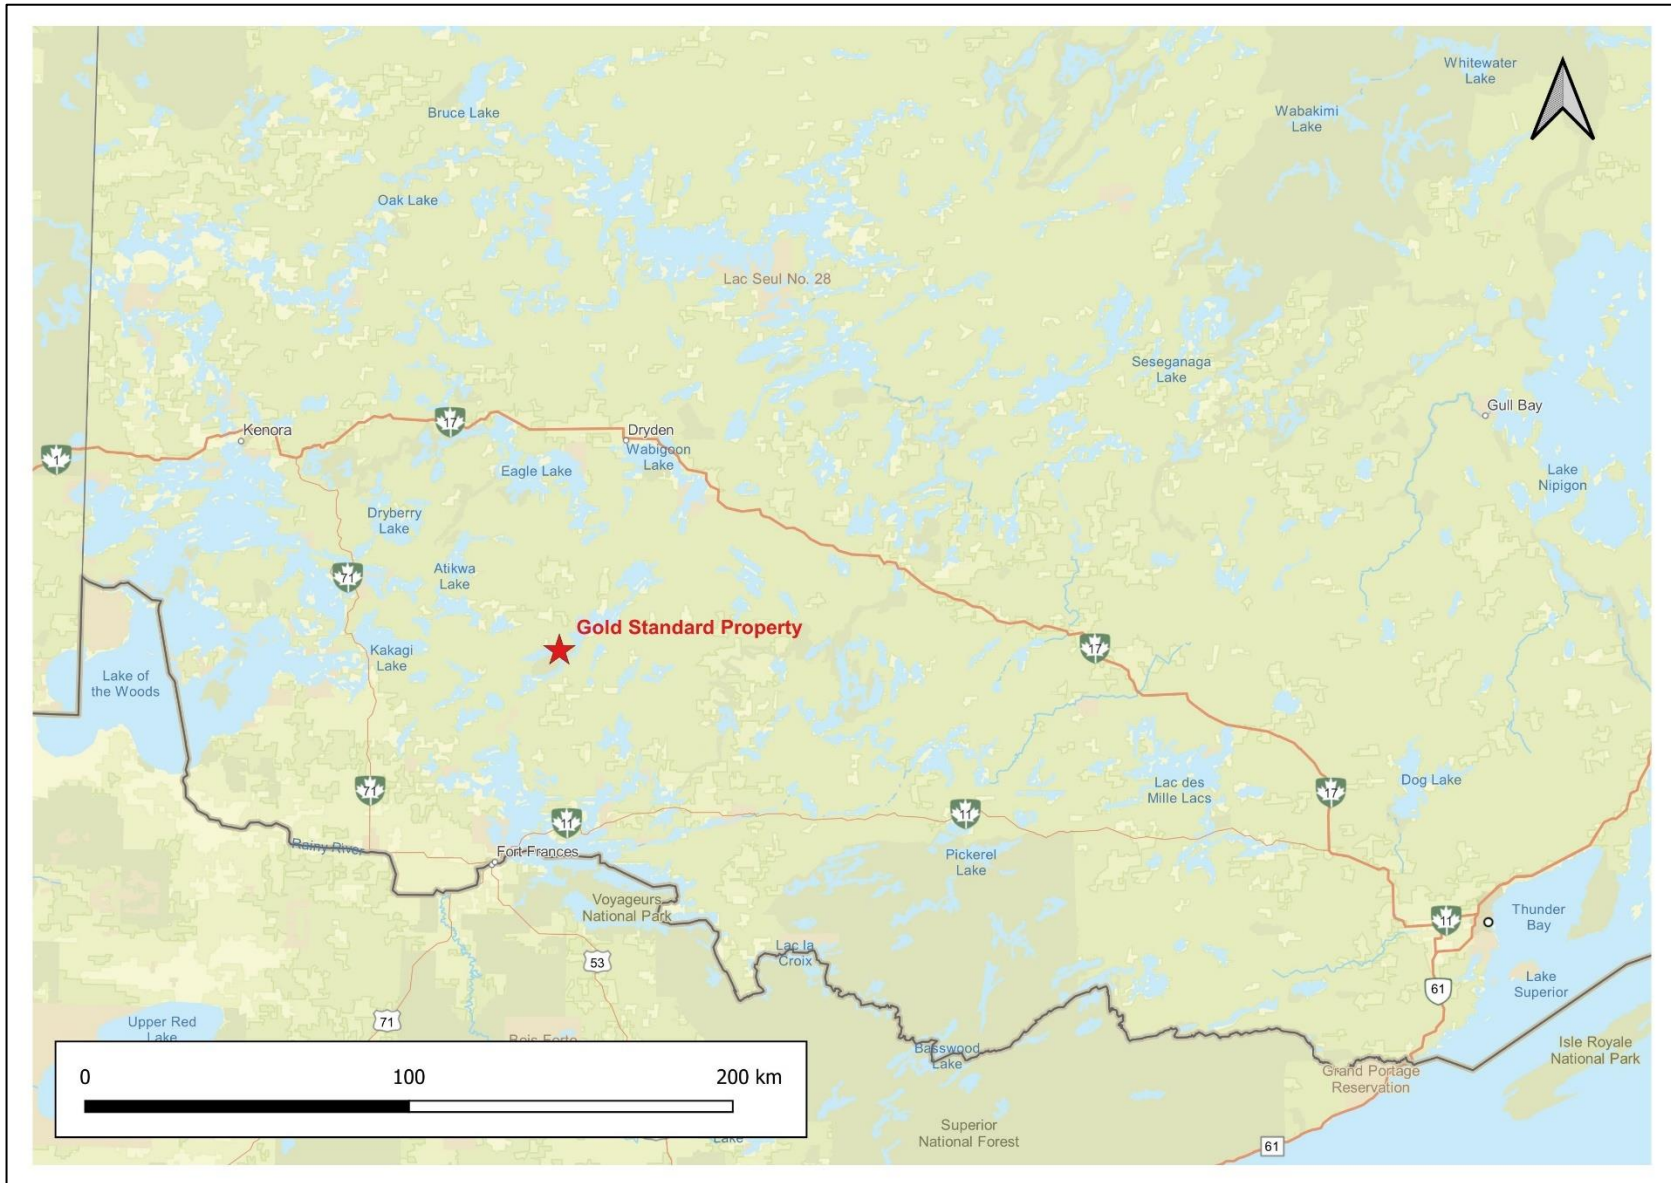 Whitewater
Lake
Bruce Lake
Wabakimi
Lake
Oak Lake
Lac Seul No. 28
Seseganaga
Lake
Gull Bay
17
Kenora
Dryden
Wabigoon
Lake
1
Eagle Lake
Lake
Nipigon
Dryberry
Lake
Atikwa
Lake
71
Gold Standard Property
Kakagi
Lake
17
Lake of
the Woods
71
Lac des
Mille Lacs
Dog Lake
17
11
11
Rainy River
Fort Frances
Pickerel
Lake
Voyageurs
National Park
11
Thunder
Bay
Lac la
Croix
53
Lake
Superior
61
71
Upper Red
Lake
Bois Forte
Basswood
Lake
Isle Royale
National Park
Grand Portage
Reservation
0 100 200 km
Superior
National Forest
Lake
61